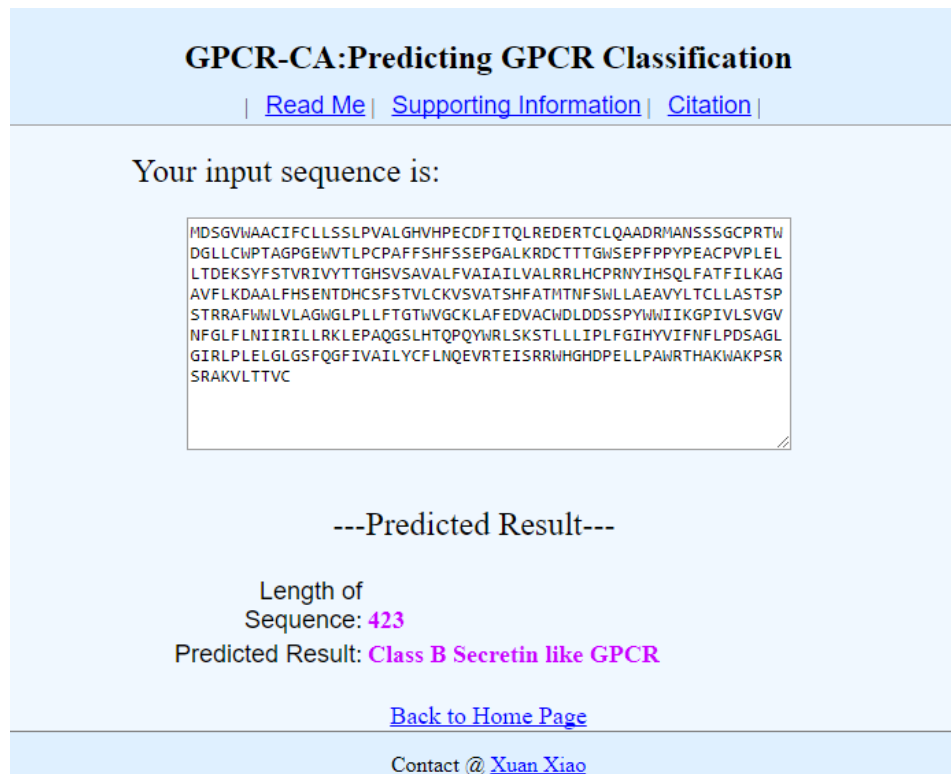 GPCR-CA:Predicting GPCR Classification
| Read Me | Supporting Information | Citation |
Your input sequence is:
MDSGVWAACIFCLLSSLPVALGHVHPECDFITQLREDERTCLQAADRMANSSSGCPRTW
DGLLCWPTAGPGEWVTLPCPAFFSHFSSEPGALKRDCTTTGWSEPFPPYPEACPVPLEL
LTDEKSYFSTVRIVYTTGHSVSAVALFVAIAILVALRRLHCPRNYIHSQLFATFILKAG
AVFLKDAALFHSENTDHCSFSTVLCKVSVATSHFATMTNFSWLLAEAVYLTCLLASTSP
STRRAFWWLVLAGWGLPLLFTGTWVGCKLAFEDVACWDLDDSSPYWWIIKGPIVLSVGV
NFGLFLNIIRILLRKLEPAQGSLHTQPQYWRLSKSTLLLIPLFGIHYVIFNFLPDSAGL
GIRLPLELGLGSFQGFIVAILYCFLNQEVRTEISRRWHGHDPELLPAWRTHAKWAKPSR
SRAKVLTTVC
---Predicted Result---
Length of
Sequence: 423
Predicted Result: Class B Secretin like GPCR
Back to Home Page
Contact @ Xuan Xiao